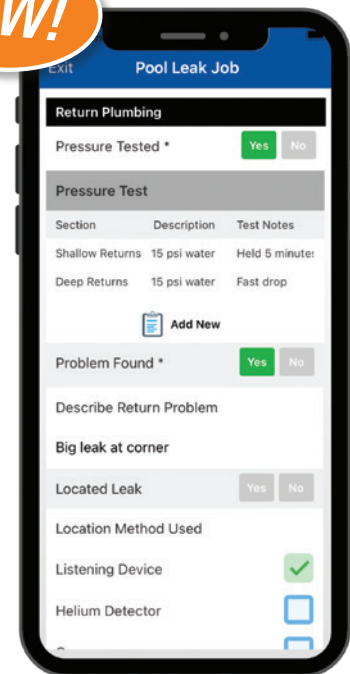 W!
Exit Pool Leak Job
Return Plumbing
Pressure Tested * Yes No
Pressure Test
Section Description Test Notes
Shallow Returns 15 psi water Held 5 minute
Deep Returns 15 psi water Fast drop
Add New
Problem Found * Yes No
Describe Return Problem
Big leak at corner
Located Leak Yes No
Location Method Used
Listening Device
Helium Detector